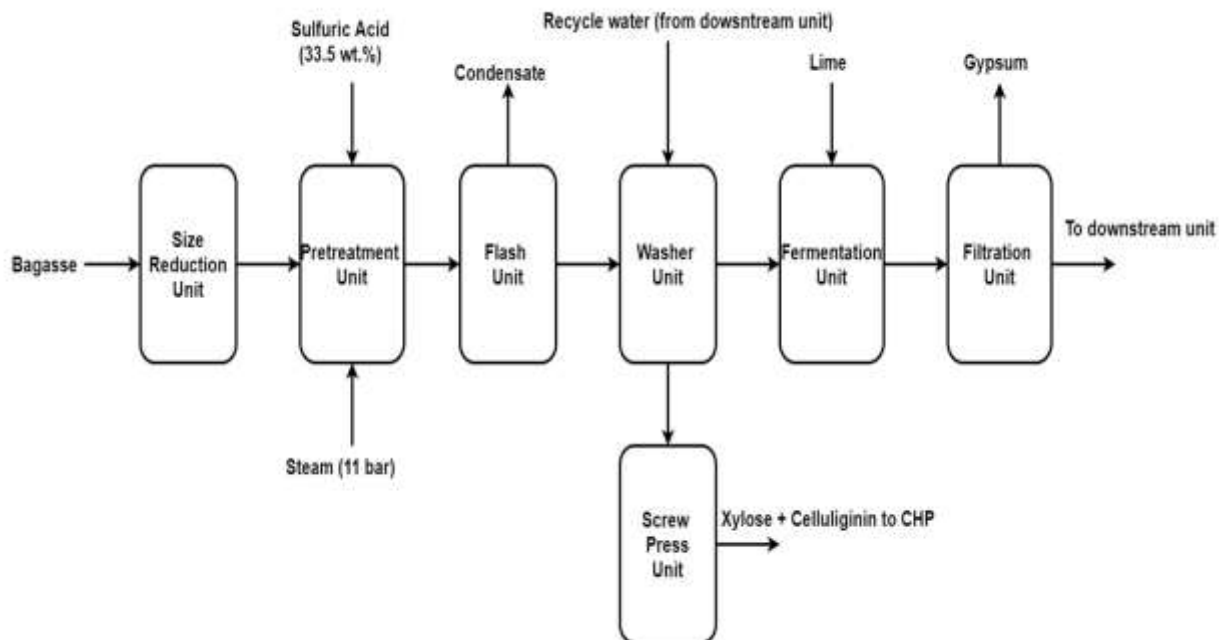 Sulfuric Acid
(33.5 wt.%)
Condensate
Recycle water (from dowsntream unit)
Lime
Gypsum
Bagasse
Size
Reduction
Unit
Pretreatment
Unit
Flash
Unit
Washer
Unit
Fermentation
Unit
Filtration
Unit
To downstream unit
Steam (11 bar)
Screw
Press
Unit
Xylose + Celluliginin to CHP